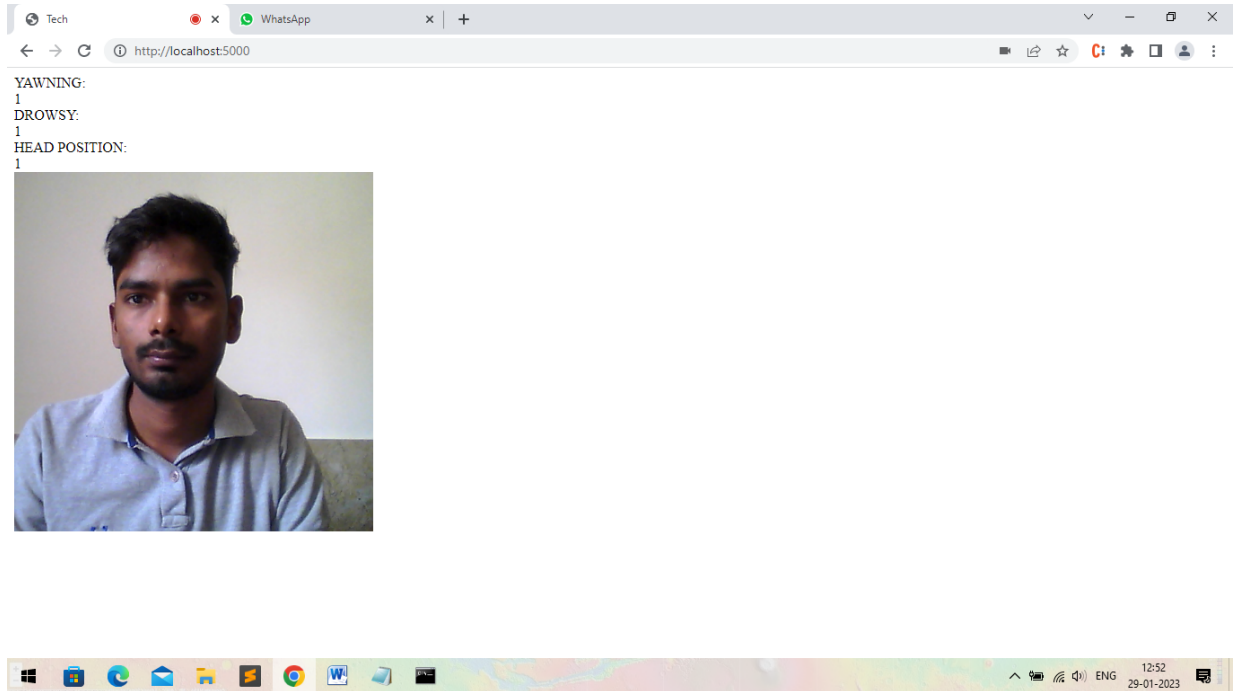 Tech
WhatsApp
http://localhost:5000
YAWNING:
1
DROWSY:
1
HEAD POSITION:
1
ENG
12:52
29-01-2023